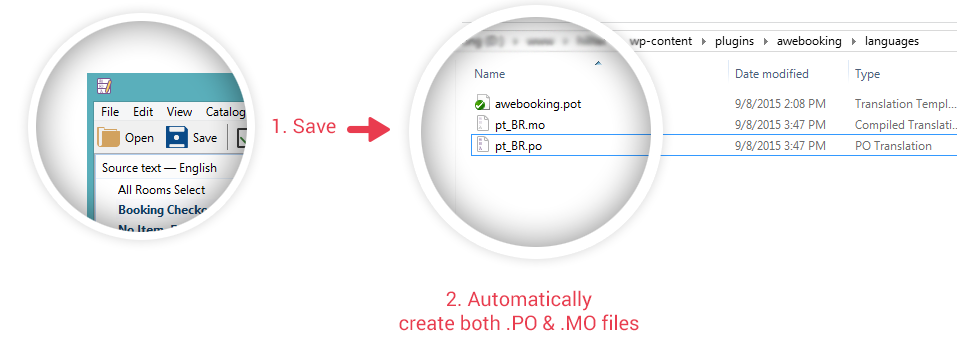 wp-content › plugins › awebooking › languages
Name Date modified Type
awebooking.pot 9/8/2015 2:08 PM Translation Templ...
pt_BR.mo 9/8/2015 3:47 PM Compiled Translati...
pt_BR.po 9/8/2015 3:47 PM PO Translation
File Edit View Catalog
Open Save
Source text — English
All Rooms Select
Booking Checko
No Item.
1. Save
2. Automatically
create both .PO & .MO files